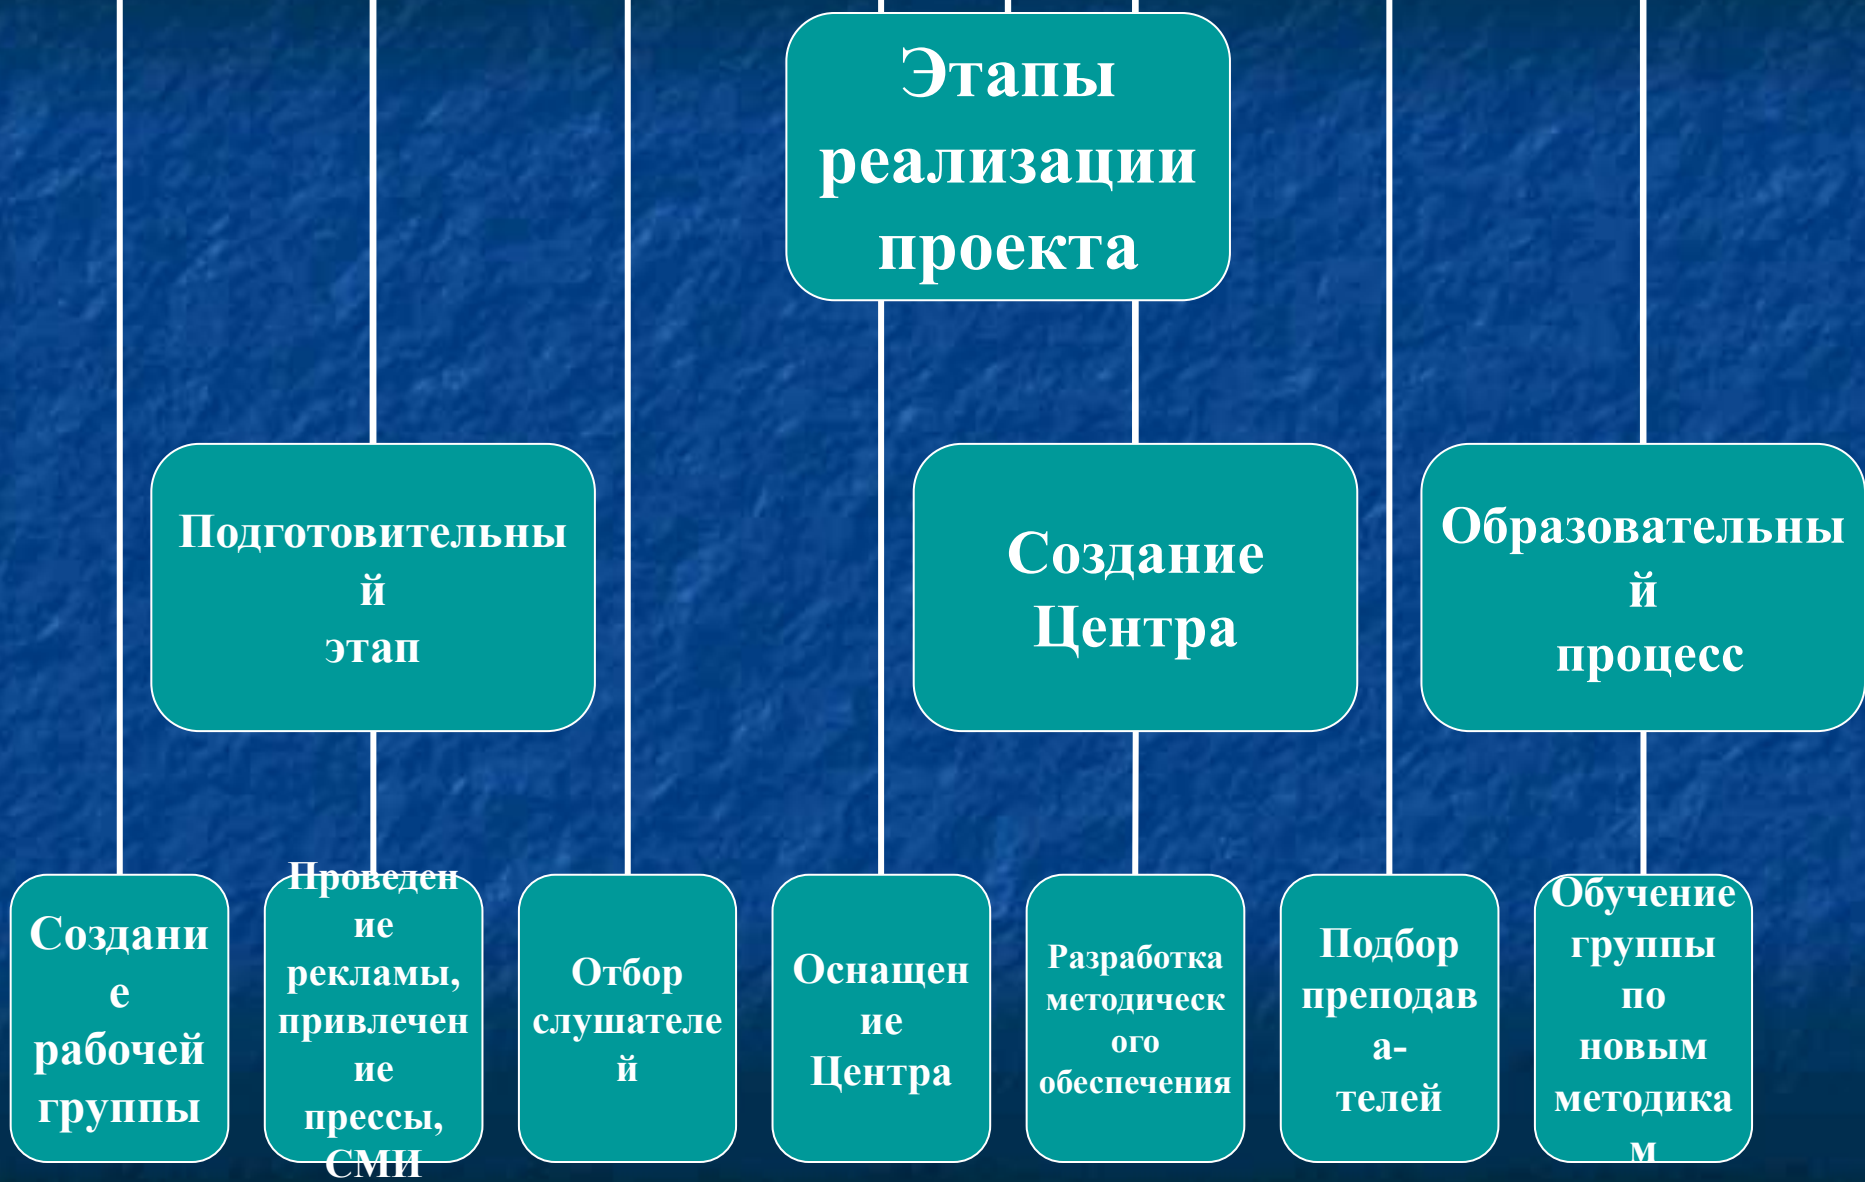 Этапы
реализации
проекта
Подготовительны
й
этап
Создание
Центра
Образовательны
й
процесс
Создани
е
рабочей
группы
Проведен
ие
рекламы,
привлечен
ие
прессы,
СМИ
Отбор
слушателе
й
Оснащен
ие
Центра
Разработка
методическ
ого
обеспечения
Подбор
преподав
а-
телей
Обучение
группы
по
новым
методика
м